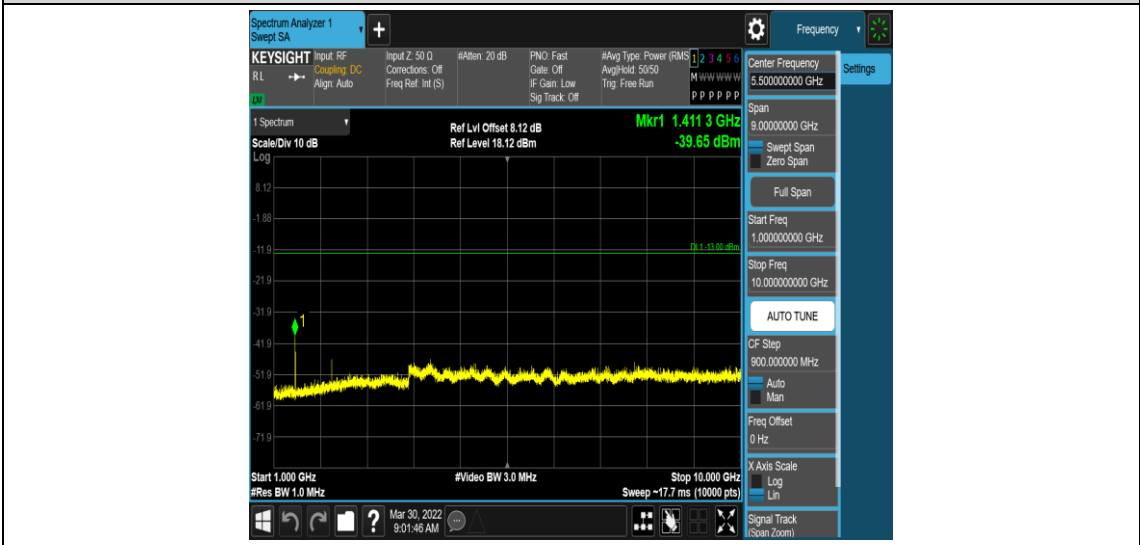 Spectrum Analyzer 1
Swept SA
+
Frequency
KEYSIGHT
Input: RF
Input Z: 50 Ω
#Atten: 20 dB
PNO: Fast
#Avg Type: Power (RMS
1 2 3 4 5 6
RL
Coupling: DC
Corrections: Off
Gate: Off
Avg|Hold: 50/50
M W W W W W
Align: Auto
Freq Ref: Int (S)
IF Gain: Low
Trig: Free Run
Sig Track: Off
P P P P P P
1 Spectrum
Ref Lvl Offset 8.12 dB
Mkr1 1.411 3 GHz
Scale/Div 10 dB
Ref Level 18.12 dBm
-39.65 dBm
Log
8.12
-1.88
-11.9
DL1 -13.00 dBm
-21.9
-31.9
1
-41.9
-51.9
-61.9
-71.9
Start 1.000 GHz
#Video BW 3.0 MHz
Stop 10.000 GHz
#Res BW 1.0 MHz
Sweep ~17.7 ms (10000 pts)
Center Frequency
5.500000000 GHz
Settings
Span
9.00000000 GHz
Swept Span
Zero Span
Full Span
Start Freq
1.000000000 GHz
Stop Freq
10.000000000 GHz
AUTO TUNE
CF Step
900.000000 MHz
Auto
Man
Freq Offset
0 Hz
X Axis Scale
Log
Lin
Signal Track
(Span Zoom)
?
Mar 30, 2022
9:01:46 AM